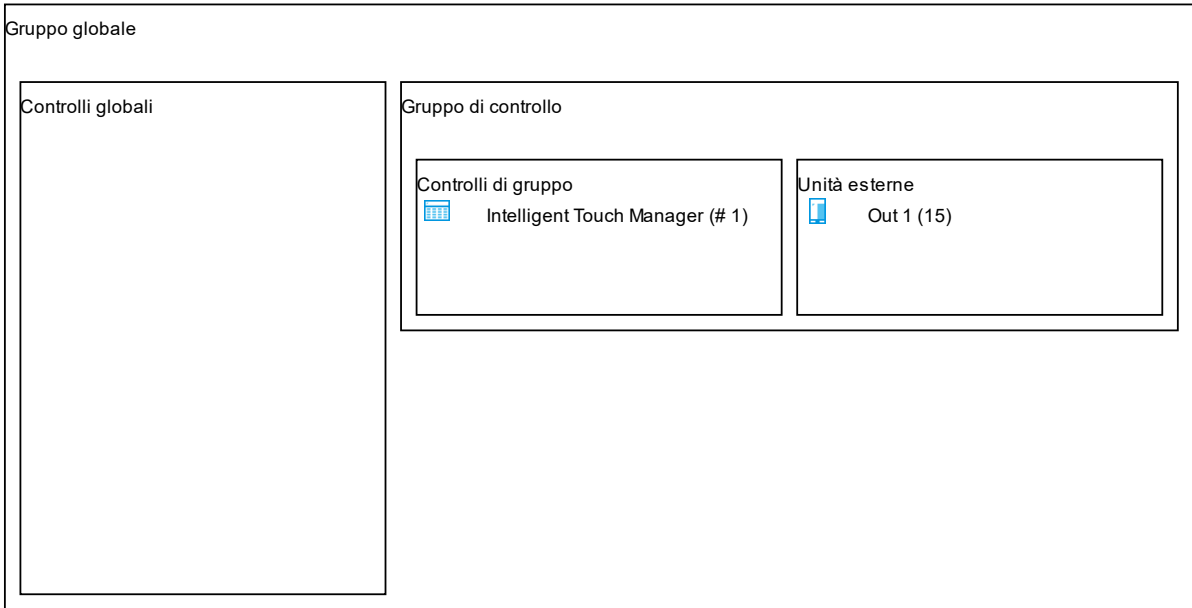 Gruppo globale
Controlli globali
Gruppo di controllo
Controlli di gruppo
Intelligent Touch Manager (# 1)
Unità esterne
Out 1 (15)